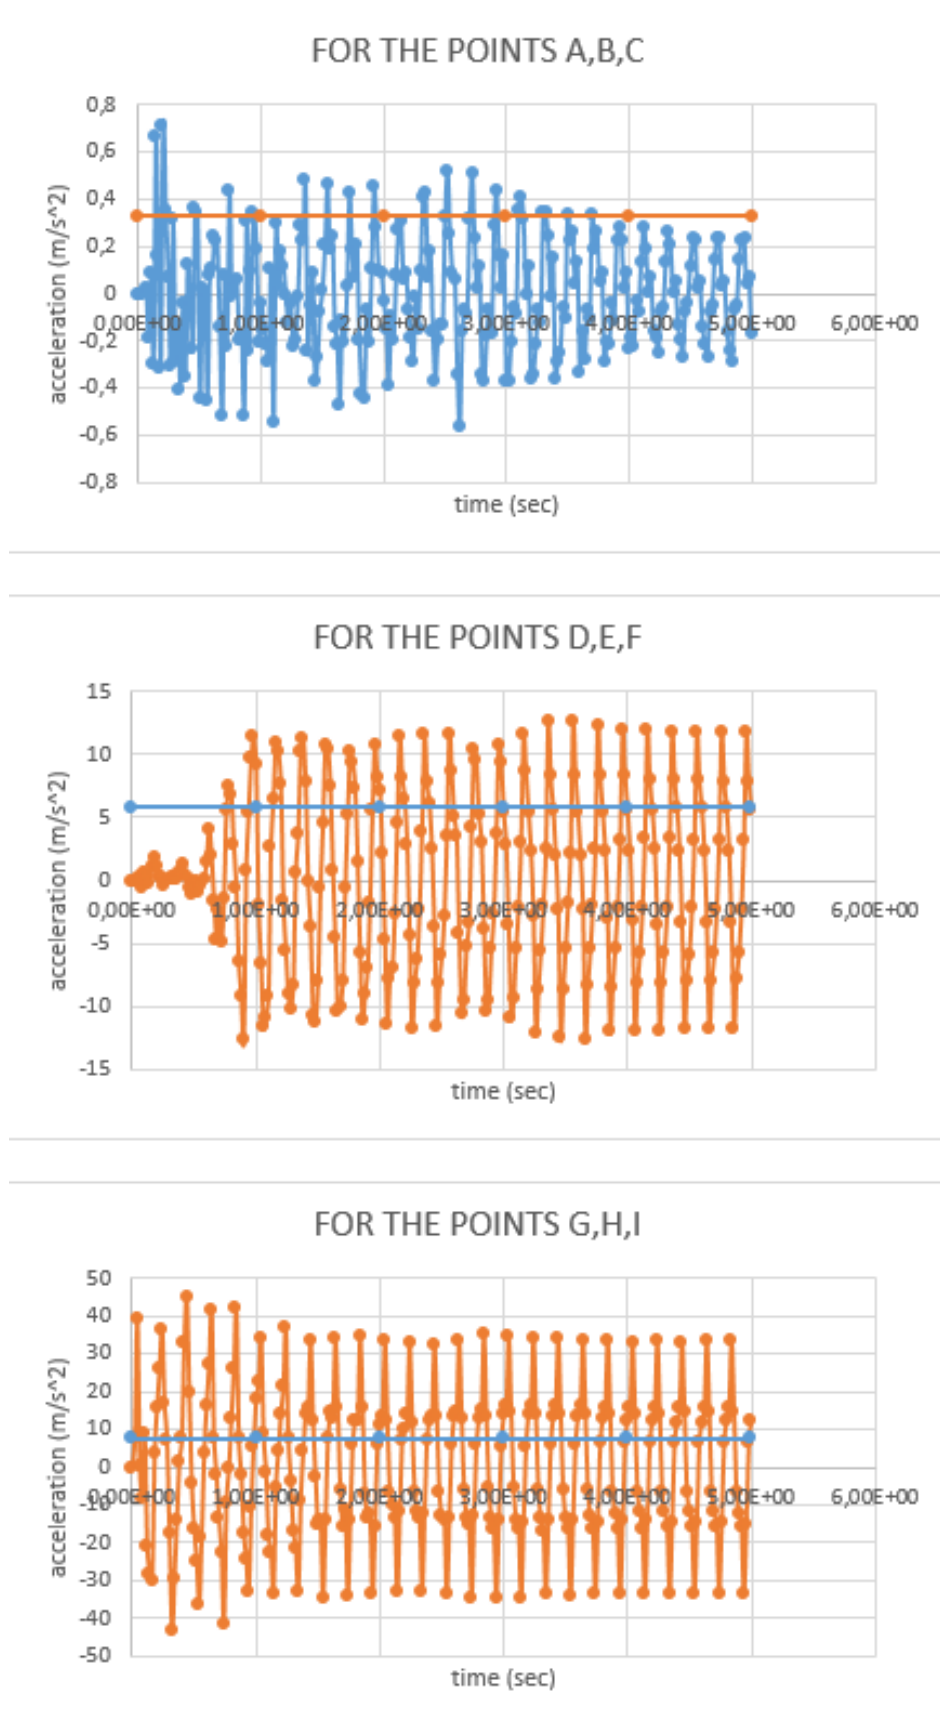 FOR THE POINTS A,B,C
acceleration (m/s^2)
0,8
0,6
0,4
0,2
0
-0,2
-0,4
-0,6
-0,8
0,00E+00 1,00E+00 2,00E+00 3,00E+00 4,00E+00 5,00E+00 6,00E+00
time (sec)
FOR THE POINTS D,E,F
acceleration (m/s^2)
15
10
5
0
-5
-10
-15
0,00E+00 1,00E+00 2,00E+00 3,00E+00 4,00E+00 5,00E+00 6,00E+00
time (sec)
FOR THE POINTS G,H,I
acceleration (m/s^2)
50
40
30
20
10
0
-10
-20
-30
-40
-50
0,00E+00 1,00E+00 2,00E+00 3,00E+00 4,00E+00 5,00E+00 6,00E+00
time (sec)